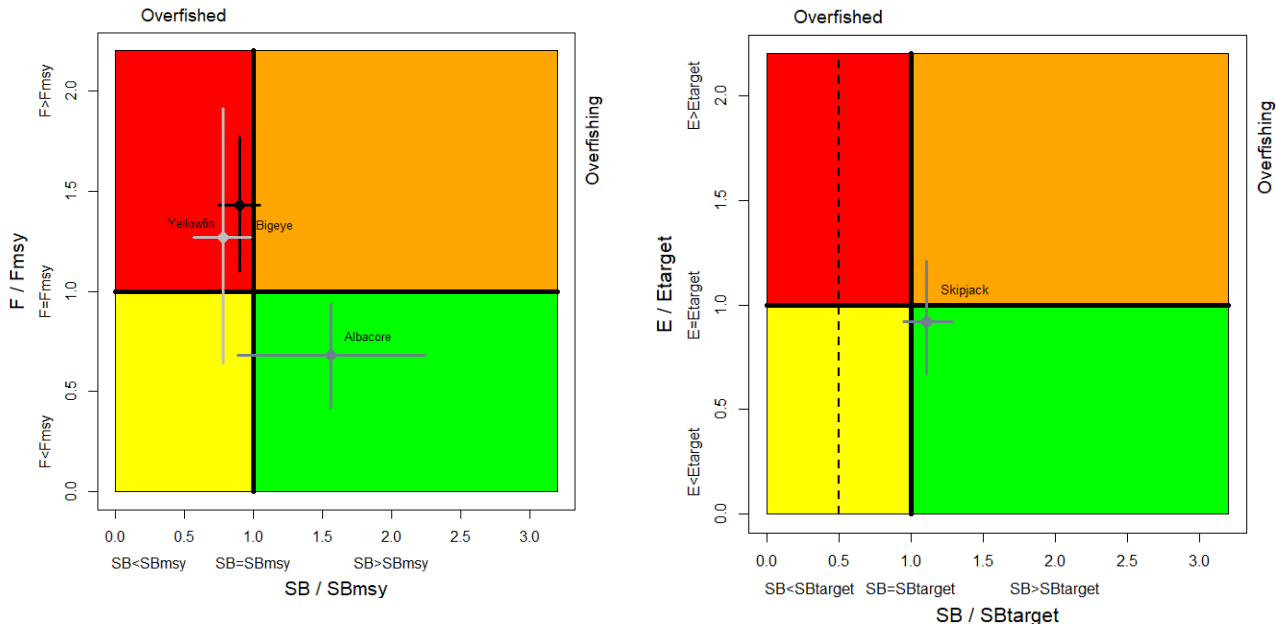 Overfished
F>Fmsy
F=Fmsy
F<Fmsy
F / Fmsy
2.0
1.5
1.0
0.5
0.0
Yellowfin
Bigeye
Albacore
Overfishing
0.0 0.5 1.0 1.5 2.0 2.5 3.0
SB<SBmsy SB=SBmsy SB>SBmsy
SB / SBmsy
Overfished
E>Etarget
E=Etarget
E<Etarget
E / Etarget
2.0
1.5
1.0
0.5
0.0
Skipjack
Overfishing
0.0 0.5 1.0 1.5 2.0 2.5 3.0
SB<SBtarget SB=SBtarget SB>SBtarget
SB / SBtarget